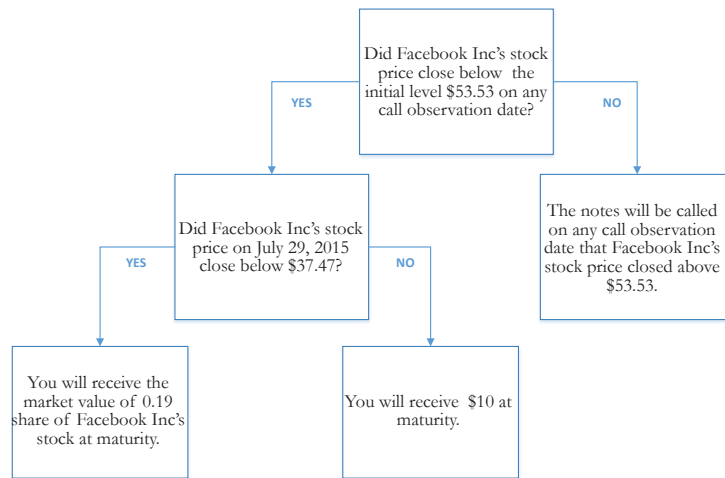 Did Facebook Inc's stock
price close below the
initial level $53.53 on any
call observation date?
YES
NO
Did Facebook Inc's stock
price on July 29, 2015
close below $37.47?
The notes will be called
on any call observation
date that Facebook Inc's
stock price closed above
$53.53.
YES
NO
You will receive the
market value of 0.19
share of Facebook Inc's
stock at maturity.
You will receive $10 at
maturity.